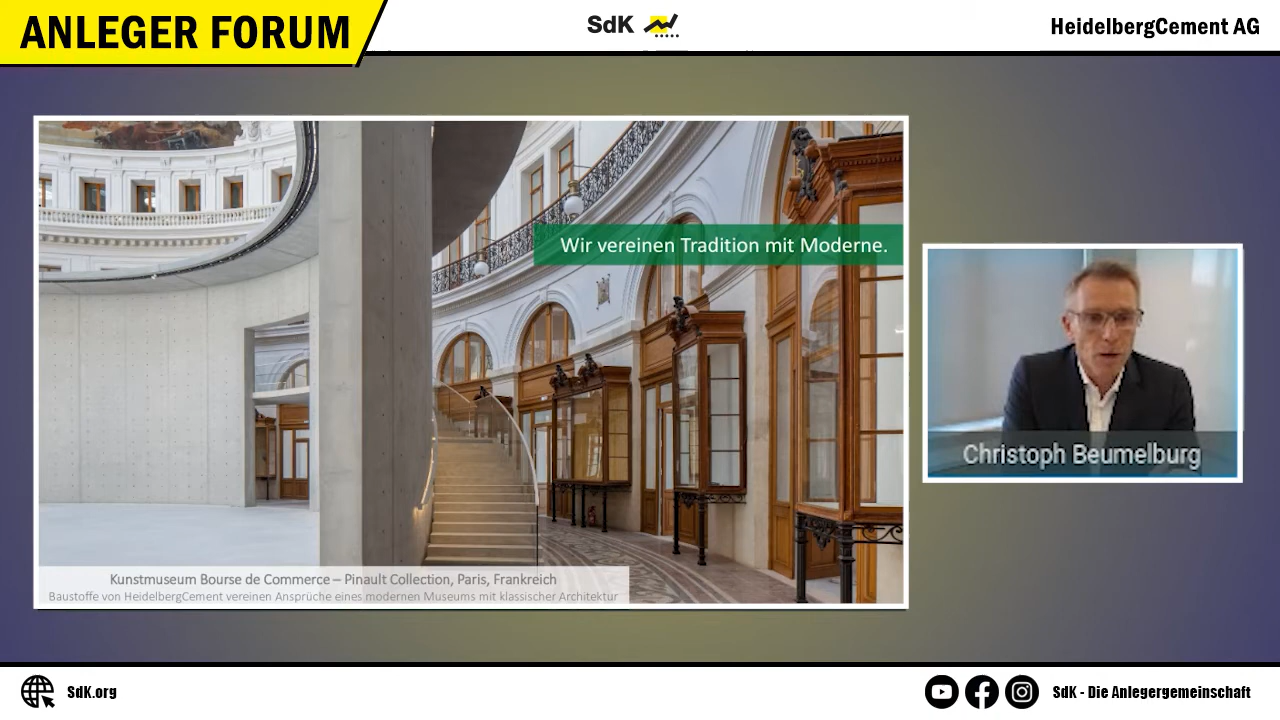 ANLEGER FORUM
SdK
HeidelbergCement AG
Wir vereinen Tradition mit Moderne.
Christoph Beumelburg
Kunstmuseum Bourse de Commerce – Pinault Collection, Paris, Frankreich
Baustoffe von HeidelbergCement vereinen Ansprüche eines modernen Museums mit klassischer Architektur
SdK.org
SdK - Die Anlegergemeinschaft